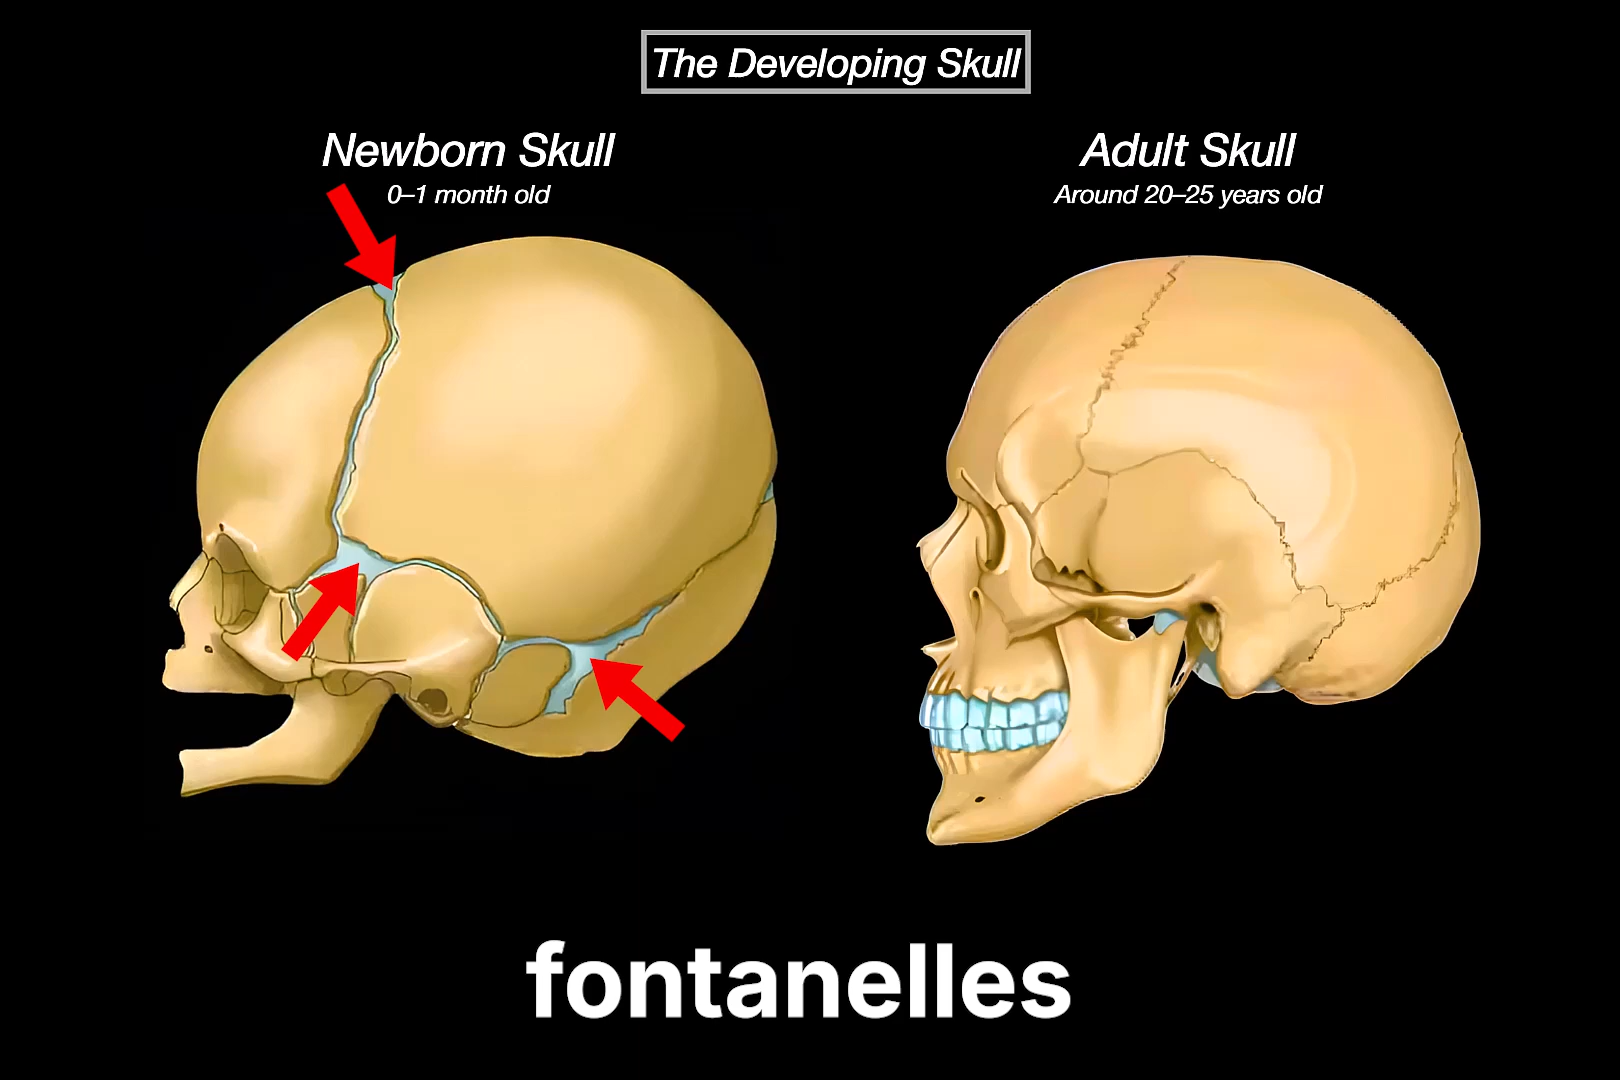 The Developing Skull
Newborn Skull
0–1 month old
Adult Skull
Around 20–25 years old
fontanelles